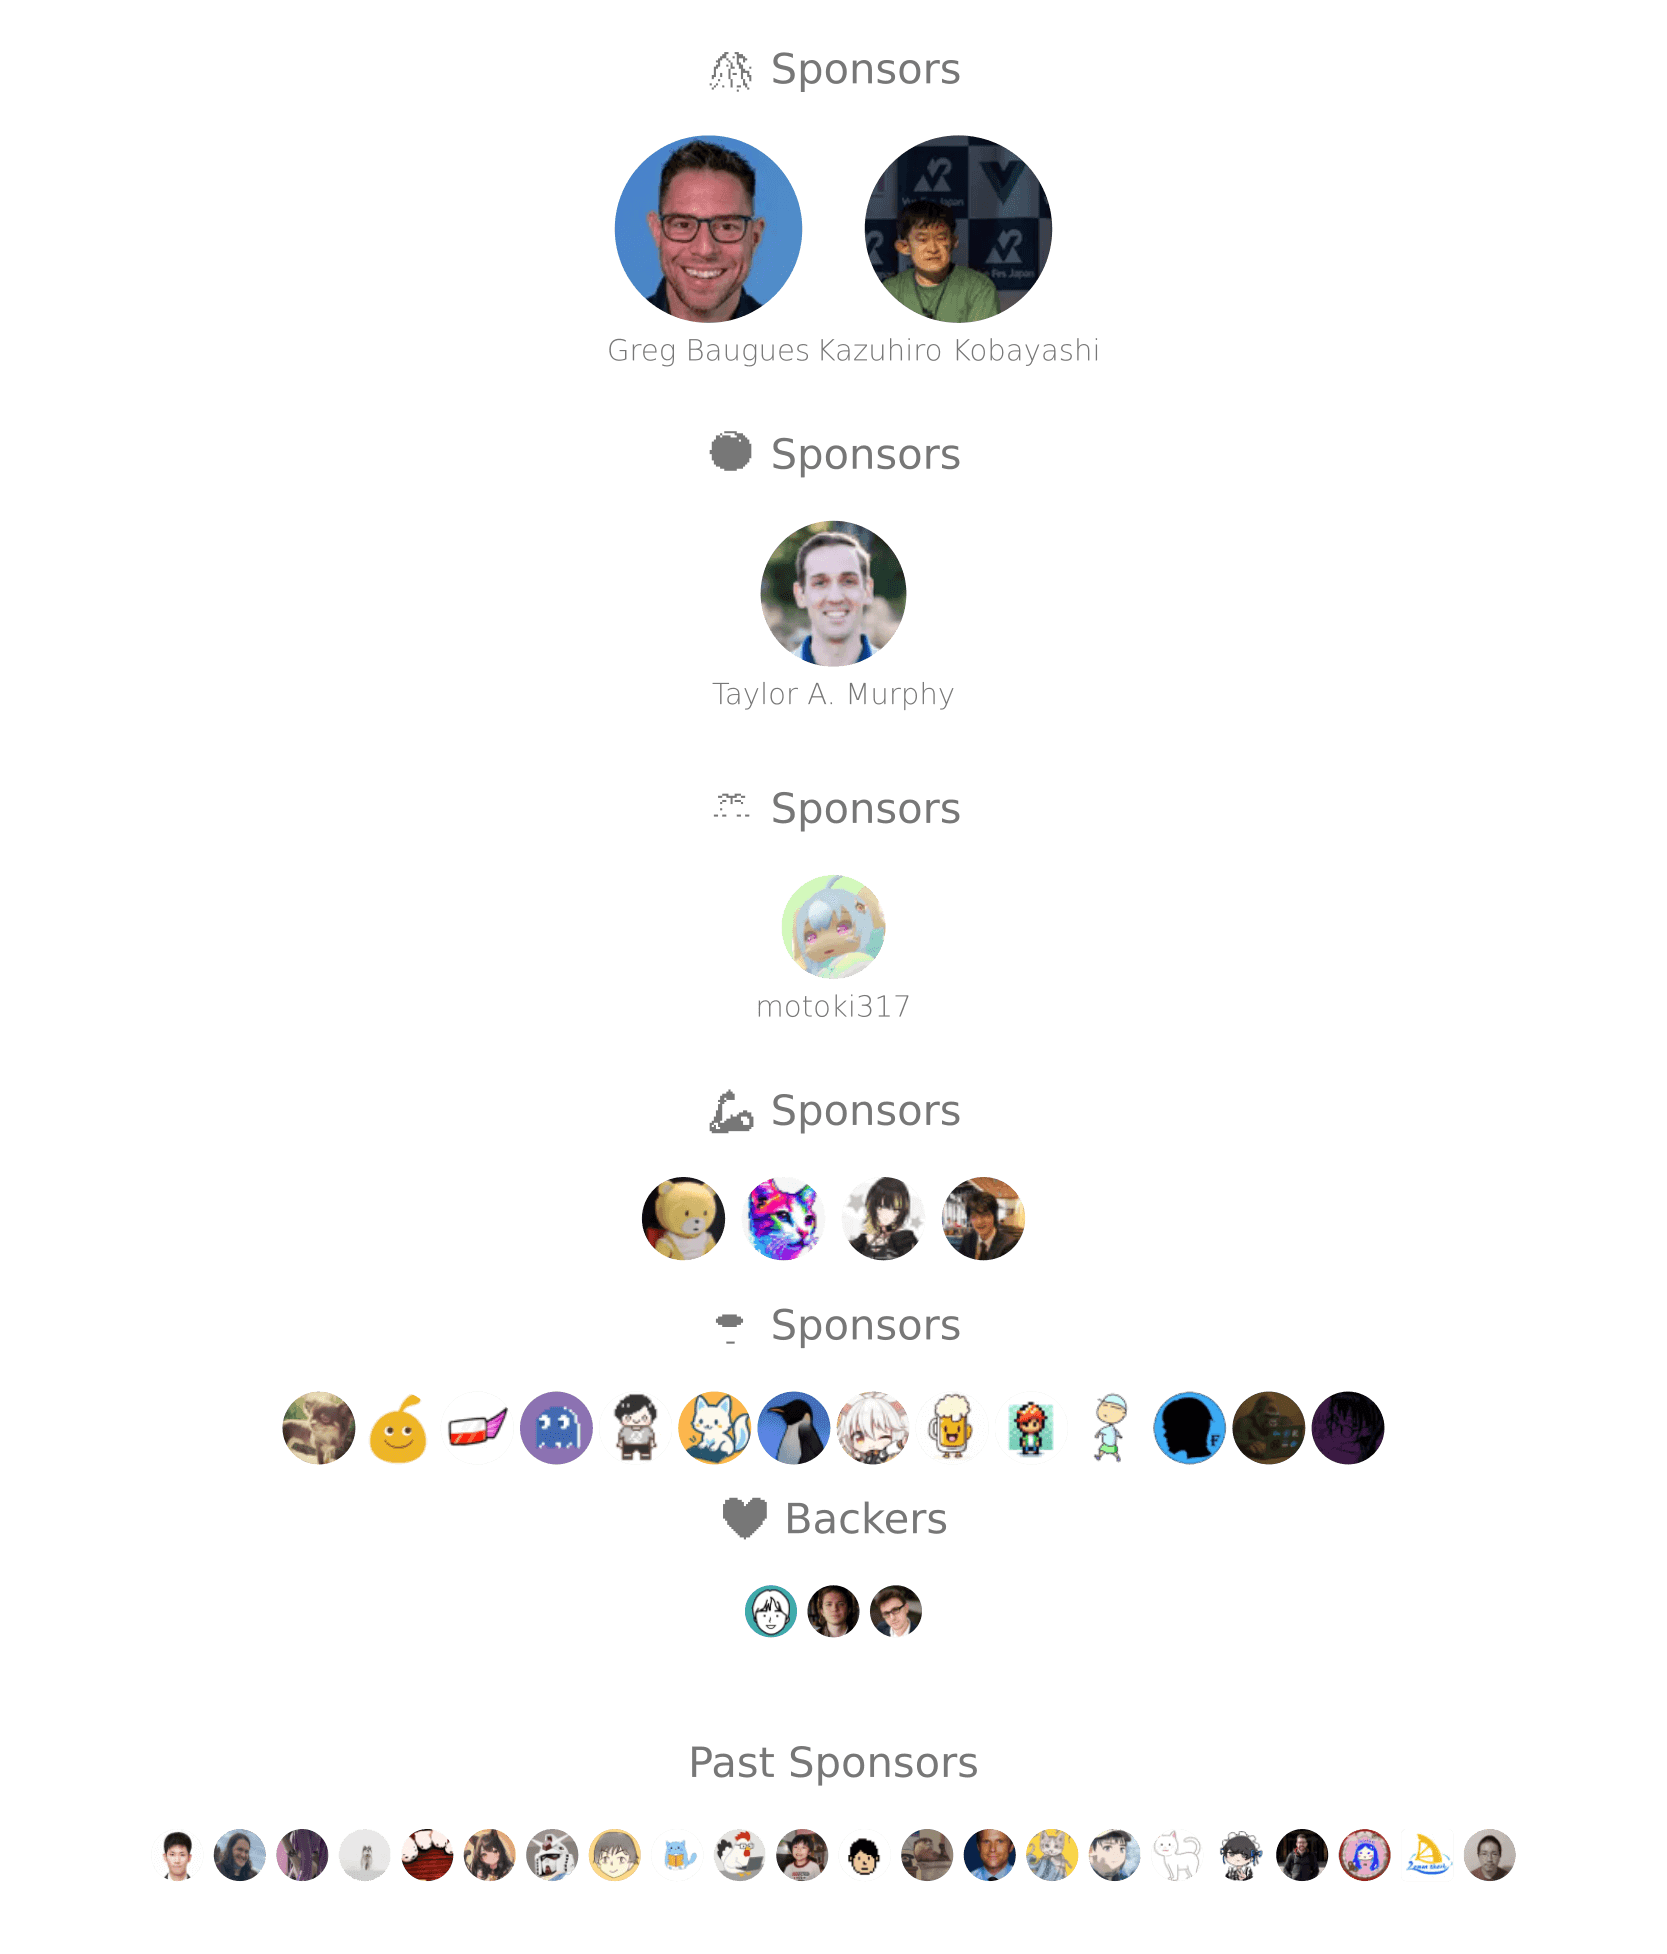 Sponsors
Greg Baugues Kazuhiro Kobayashi
Sponsors
Taylor A. Murphy
Sponsors
motoki317
Sponsors
Sponsors
Backers
Past Sponsors